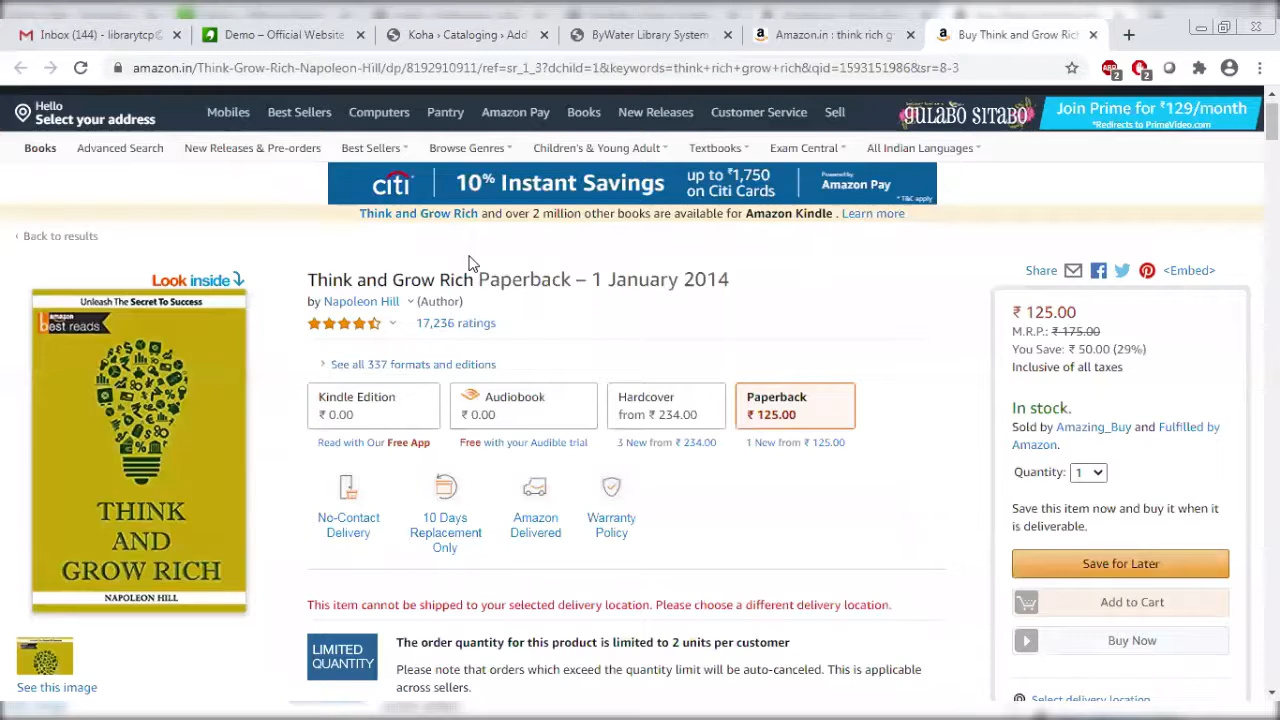 Inbox (144) – librarytcp@
Demo – Official Website
Koha › Cataloging › Add
ByWater Library System
Amazon.in : think rich g
Buy Think and Grow Rich
amazon.in/Think-Grow-Rich-Napoleon-Hill/dp/8192910911/ref=sr_1_3?dchild=1&keywords=think+rich+grow+rich&qid=1593151986&sr=8-3
Hello
Select your address
Mobiles Best Sellers Computers Pantry Amazon Pay Books New Releases Customer Service Sell
GULABO SITABO
Join Prime for ₹129/month
*Redirects to PrimeVideo.com
Books Advanced Search New Releases & Pre-orders Best Sellers Browse Genres Children's & Young Adult Textbooks Exam Central All Indian Languages
citi 10% Instant Savings up to ₹1,750
on Citi Cards
Powered by
Amazon Pay
*T&C apply
Think and Grow Rich and over 2 million other books are available for Amazon Kindle . Learn more
‹ Back to results
Look inside
Unleash The Secret To Success
amazon
best reads
THINK
AND
GROW RICH
NAPOLEON HILL
See this image
Think and Grow Rich Paperback – 1 January 2014
by Napoleon Hill (Author)
17,236 ratings
› See all 337 formats and editions
Kindle Edition
₹ 0.00
Read with Our Free App
Audiobook
₹ 0.00
Free with your Audible trial
Hardcover
from ₹ 234.00
3 New from ₹ 234.00
Paperback
₹ 125.00
1 New from ₹ 125.00
No-Contact
Delivery
10 Days
Replacement
Only
Amazon
Delivered
Warranty
Policy
This item cannot be shipped to your selected delivery location. Please choose a different delivery location.
LIMITED
QUANTITY
The order quantity for this product is limited to 2 units per customer
Please note that orders which exceed the quantity limit will be auto-canceled. This is applicable
across sellers.
Share <Embed>
₹ 125.00
M.R.P.: ₹ 175.00
You Save: ₹ 50.00 (29%)
Inclusive of all taxes
In stock.
Sold by Amazing_Buy and Fulfilled by
Amazon.
Quantity: 1
Save this item now and buy it when it
is deliverable.
Save for Later
Add to Cart
Buy Now
Select delivery location